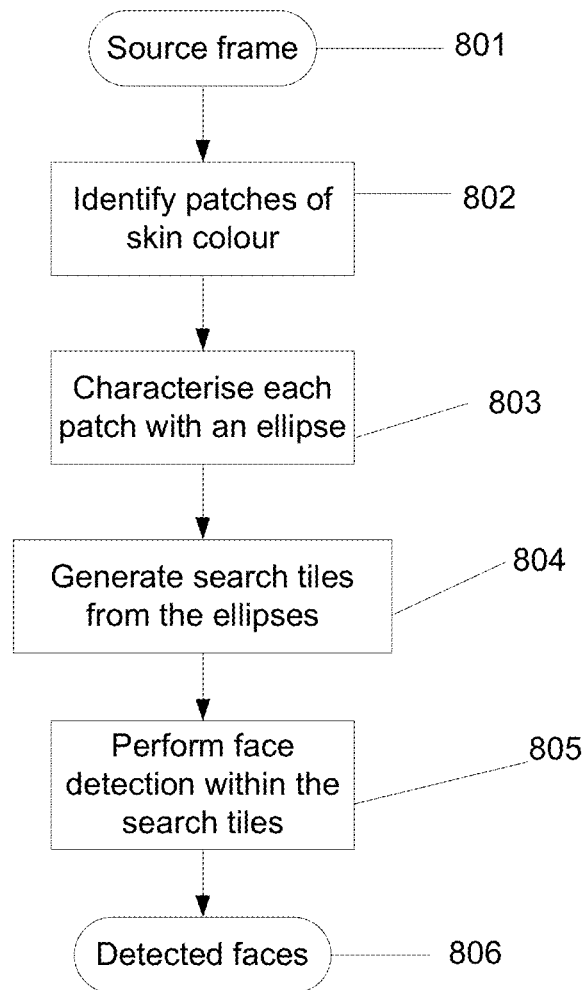 Source frame
801
Identify patches of
skin colour
802
Characterise each
patch with an ellipse
803
Generate search tiles
from the ellipses
804
Perform face
detection within the
search tiles
805
Detected faces
806